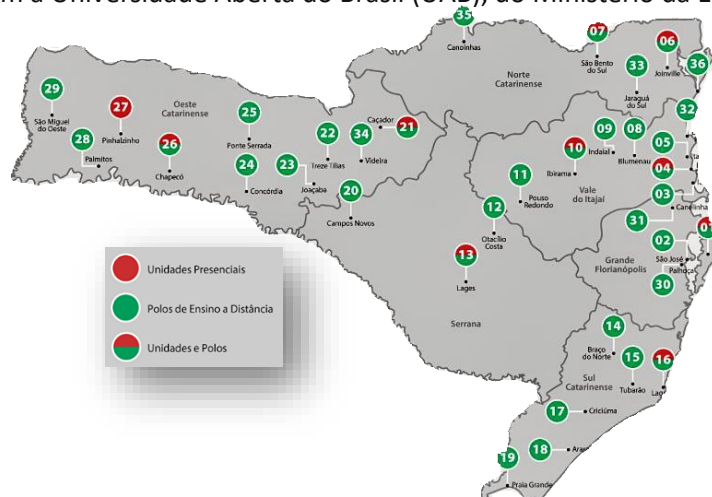 m a Universidade Aberta do Brasil (UAB), do Ministério da E
35
Canoinhas
07
São Bento
do Sul
06
Joinville
33
Jaraguá
do Sul
36
Norte
Catarinense
29
São Miguel
do Oeste
27
Pinhalzinho
Oeste
Catarinense
25
Ponte Serrada
28
Palmitos
26
Chapecó
24
Concórdia
22
Treze Tílias
34
Videira
Caçador
21
23
Joaçaba
20
Campos Novos
32
09
Indaial
08
Blumenau
05
04
10
Ibirama
11
Pouso
Redondo
Vale
do Itajaí
03
31
Canelinha
12
Otacílio
Costa
02
01
São José
Palhoça
Grande
Florianópolis
30
13
Lages
Serrana
Unidades Presenciais
Polos de Ensino a Distância
Unidades e Polos
14
Braço
do Norte
15
Tubarão
16
Lag
Sul
Catarinense
17
Criciúma
18
Arar
19
Praia Grande